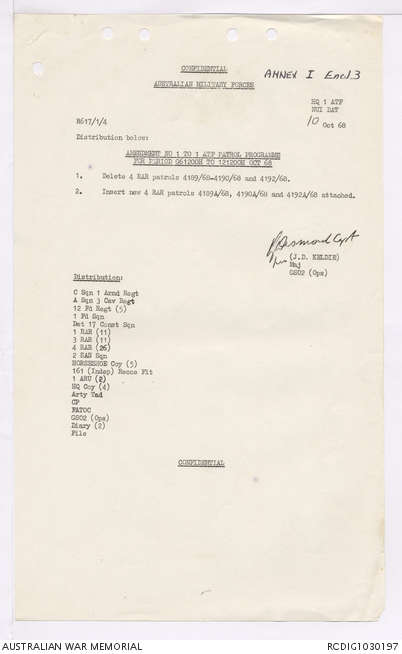 CONFIDENTIAL
ANNEX I Encl 3
AUSTRALIAN MILITARY FORCES
HQ 1 ATF
NUI DAT
R617/1/4
10 Oct 68
Distribution below:
AMENDMENT NO 1 TO 1 ATF PATROL PROGRAMME
FOR PERIOD 061200H TO 121200H OCT 68
1. Delete 4 RAR patrols 4189/68-4190/68 and 4192/68.
2. Insert new 4 RAR patrols 4189A/68, 4190A/68 and 4192A/68 attached.
Desmond Capt
for (J.D. KELDIE)
Maj
GSO2 (Ops)
Distribution:
C Sqn 1 Armd Regt
A Sqn 3 Cav Regt
12 Fd Regt (5)
1 Fd Sqn
Det 17 Const Sqn
1 RAR (11)
3 RAR (11)
4 RAR (26)
2 SAS Sqn
HORSESHOE Coy (5)
161 (Indep) Recce Flt
1 ARU (2)
HQ Coy (4)
Arty Tad
CP
FATOC
GSO2 (Ops)
Diary (2)
File
CONFIDENTIAL
AUSTRALIAN WAR MEMORIAL
RCDIG1030197